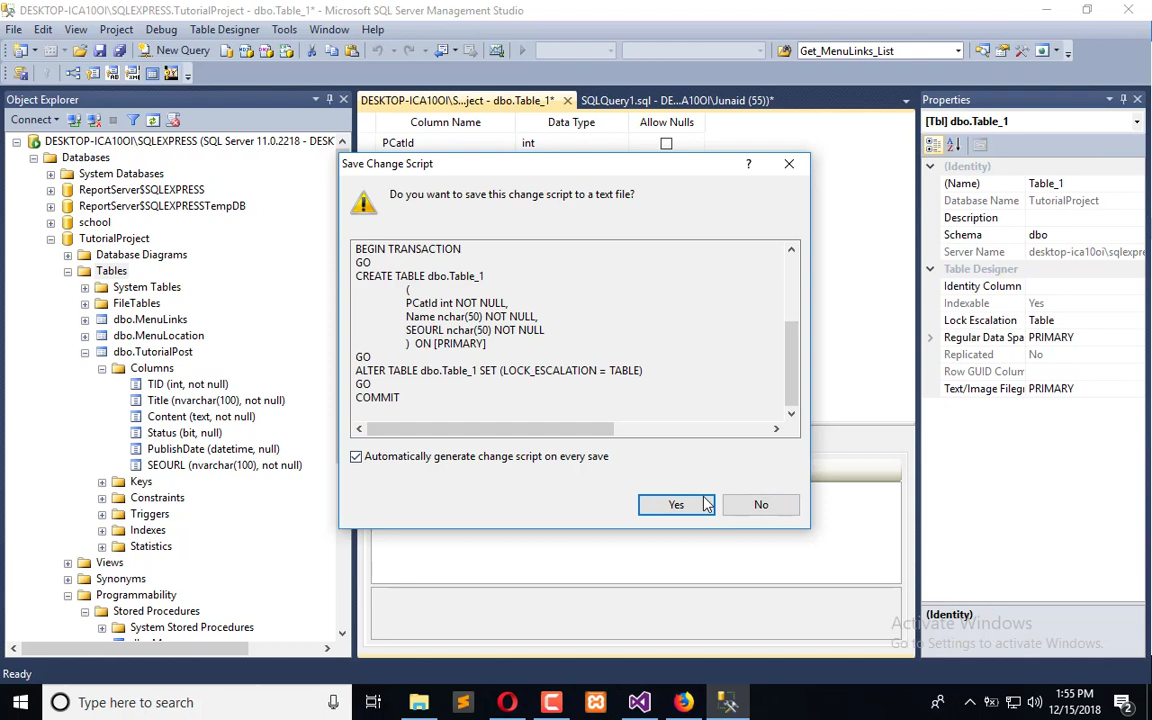 DESKTOP-ICA10OI\SQLEXPRESS.TutorialProject - dbo.Table_1* - Microsoft SQL Server Management Studio
File Edit View Project Debug Table Designer Tools Window Help
New Query
Get_MenuLinks_List
Object Explorer
Connect
DESKTOP-ICA10OI\SQLEXPRESS (SQL Server 11.0.2218 - DESK
Databases
System Databases
ReportServer$SQLEXPRESS
ReportServer$SQLEXPRESSTempDB
school
TutorialProject
Database Diagrams
Tables
System Tables
FileTables
dbo.MenuLinks
dbo.MenuLocation
dbo.TutorialPost
Columns
TID (int, not null)
Title (nvarchar(100), not null)
Content (text, not null)
Status (bit, null)
PublishDate (datetime, null)
SEOURL (nvarchar(100), not null)
Keys
Constraints
Triggers
Indexes
Statistics
Views
Synonyms
Programmability
Stored Procedures
System Stored Procedures
DESKTOP-ICA10OI\S...ject - dbo.Table_1*
SQLQuery1.sql - DE...A10OI\Junaid (55))*
Column Name Data Type Allow Nulls
PCatId int
Save Change Script
?
Do you want to save this change script to a text file?
BEGIN TRANSACTION
GO
CREATE TABLE dbo.Table_1
(
PCatId int NOT NULL,
Name nchar(50) NOT NULL,
SEOURL nchar(50) NOT NULL
) ON [PRIMARY]
GO
ALTER TABLE dbo.Table_1 SET (LOCK_ESCALATION = TABLE)
GO
COMMIT
Automatically generate change script on every save
Yes No
Properties
[Tbl] dbo.Table_1
(Identity)
(Name) Table_1
Database Name TutorialProject
Description
Schema dbo
Server Name desktop-ica10oi\sqlexpre
Table Designer
Identity Column
Indexable Yes
Lock Escalation Table
Regular Data Spa PRIMARY
Replicated No
Row GUID Colum
Text/Image Filegr PRIMARY
(Identity)
Activate Windows
Go to Settings to activate Windows.
Ready
Type here to search
1:55 PM
12/15/2018
2